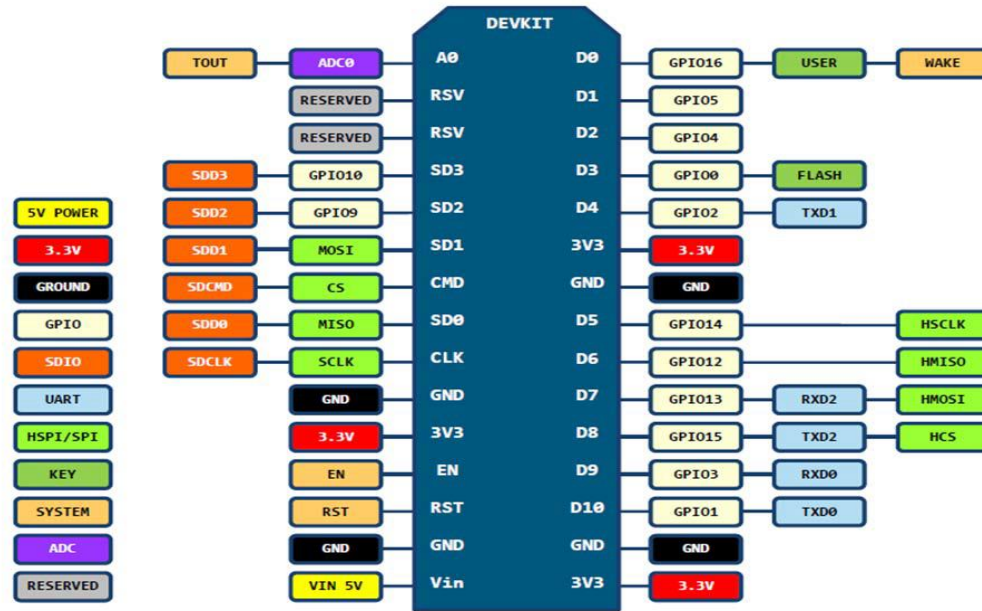 DEVKIT
TOUT ADC0 A0 D0 GPIO16 USER WAKE
RESERVED RSV D1 GPIO5
RESERVED RSV D2 GPIO4
SDD3 GPIO10 SD3 D3 GPIO0 FLASH
5V POWER SDD2 GPIO9 SD2 D4 GPIO2 TXD1
3.3V SDD1 MOSI SD1 3V3 3.3V
GROUND SDCMD CS CMD GND GND
GPIO SDD0 MISO SD0 D5 GPIO14 HSCLK
SDIO SDCLK SCLK CLK D6 GPIO12 HMISO
UART GND GND D7 GPIO13 RXD2 HMOSI
HSPI/SPI 3.3V 3V3 D8 GPIO15 TXD2 HCS
KEY EN EN D9 GPIO3 RXD0
SYSTEM RST RST D10 GPIO1 TXD0
ADC GND GND GND GND
RESERVED VIN 5V Vin 3V3 3.3V